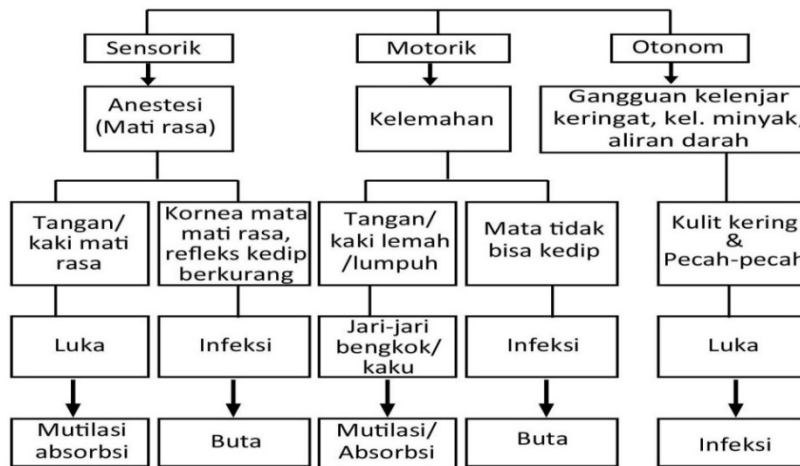 Sensorik
Motorik
Otonom
Anestesi
(Mati rasa)
Kelemahan
Gangguan kelenjar
keringat, kel. minyak,
aliran darah
Tangan/
kaki mati
rasa
Kornea mata
mati rasa,
refleks kedip
berkurang
Tangan/
kaki lemah
/lumpuh
Mata tidak
bisa kedip
Kulit kering
&
Pecah-pecah
Luka
Infeksi
Jari-jari
bengkok/
kaku
Infeksi
Luka
Mutilasi
absorbsi
Buta
Mutilasi/
Absorbsi
Buta
Infeksi